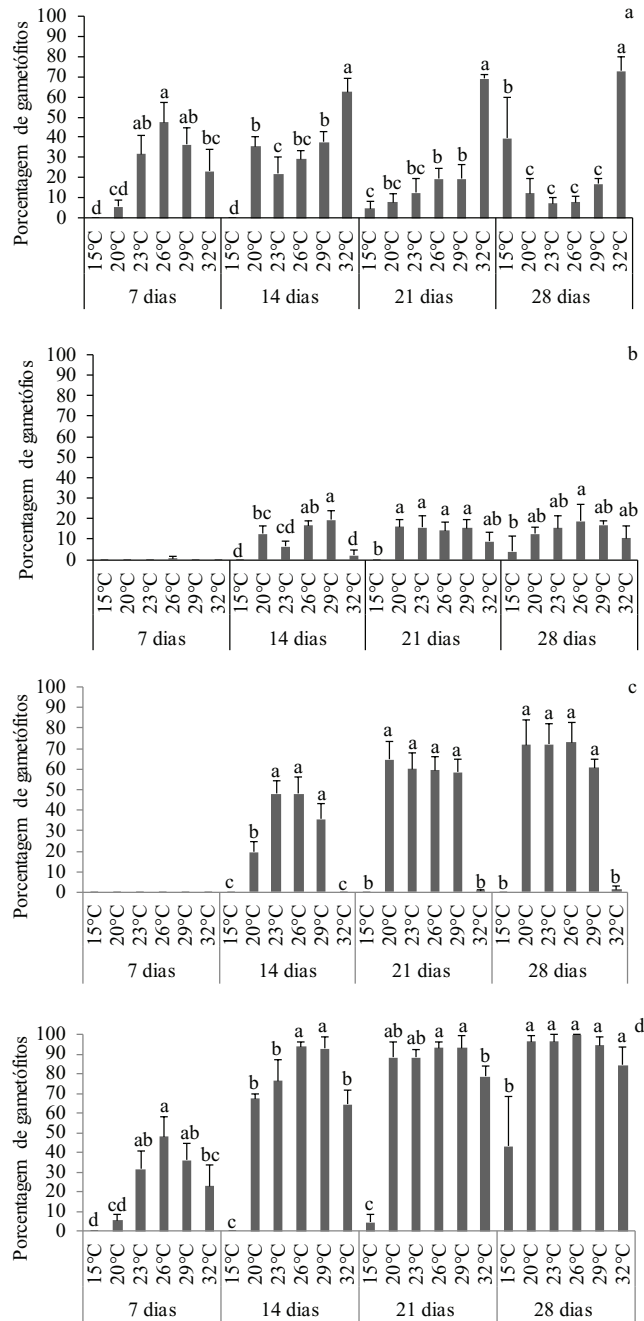 a
Porcentagem de gametófitos
100
90
80
70
60
50
40
30
20
10
0
d cd ab a ab bc d b c bc b a c bc bc b b a b c c c c a
15°C 20°C 23°C 26°C 29°C 32°C 15°C 20°C 23°C 26°C 29°C 32°C 15°C 20°C 23°C 26°C 29°C 32°C 15°C 20°C 23°C 26°C 29°C 32°C
7 dias 14 dias 21 dias 28 dias
b
Porcentagem de gametófios
100
90
80
70
60
50
40
30
20
10
0
d bc cd ab a d b a a a a ab b ab ab a ab ab
15°C 20°C 23°C 26°C 29°C 32°C 15°C 20°C 23°C 26°C 29°C 32°C 15°C 20°C 23°C 26°C 29°C 32°C 15°C 20°C 23°C 26°C 29°C 32°C
7 dias 14 dias 21 dias 28 dias
c
Porcentagem de gametófitos
100
90
80
70
60
50
40
30
20
10
0
c b a a a c b a a a a b b a a a a b
15°C 20°C 23°C 26°C 29°C 32°C 15°C 20°C 23°C 26°C 29°C 32°C 15°C 20°C 23°C 26°C 29°C 32°C 15°C 20°C 23°C 26°C 29°C 32°C
7 dias 14 dias 21 dias 28 dias
d
Porcentagem de gametófitos
100
90
80
70
60
50
40
30
20
10
0
d cd ab a ab bc c b b a a b c ab ab a a b b a a a a a
15°C 20°C 23°C 26°C 29°C 32°C 15°C 20°C 23°C 26°C 29°C 32°C 15°C 20°C 23°C 26°C 29°C 32°C 15°C 20°C 23°C 26°C 29°C 32°C
7 dias 14 dias 21 dias 28 dias